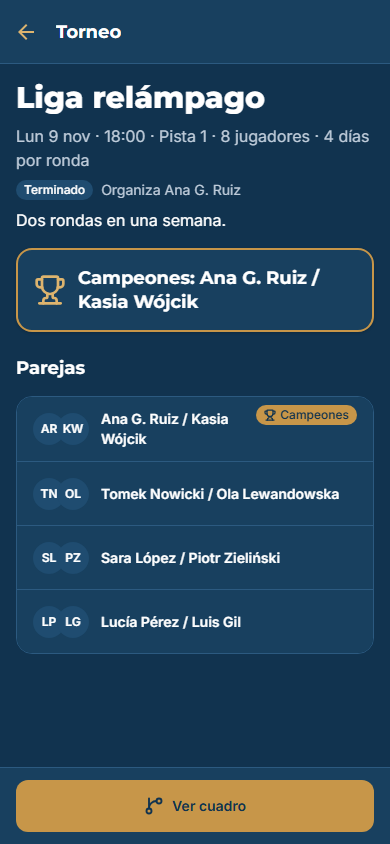 Torneo
Liga relámpago
Lun 9 nov · 18:00 · Pista 1 · 8 jugadores · 4 días
por ronda
Terminado Organiza Ana G. Ruiz
Dos rondas en una semana.
Campeones: Ana G. Ruiz /
Kasia Wójcik
Parejas
AR KW Ana G. Ruiz / Kasia
Wójcik
Campeones
TN OL Tomek Nowicki / Ola Lewandowska
SL PZ Sara López / Piotr Zieliński
LP LG Lucía Pérez / Luis Gil
Ver cuadro